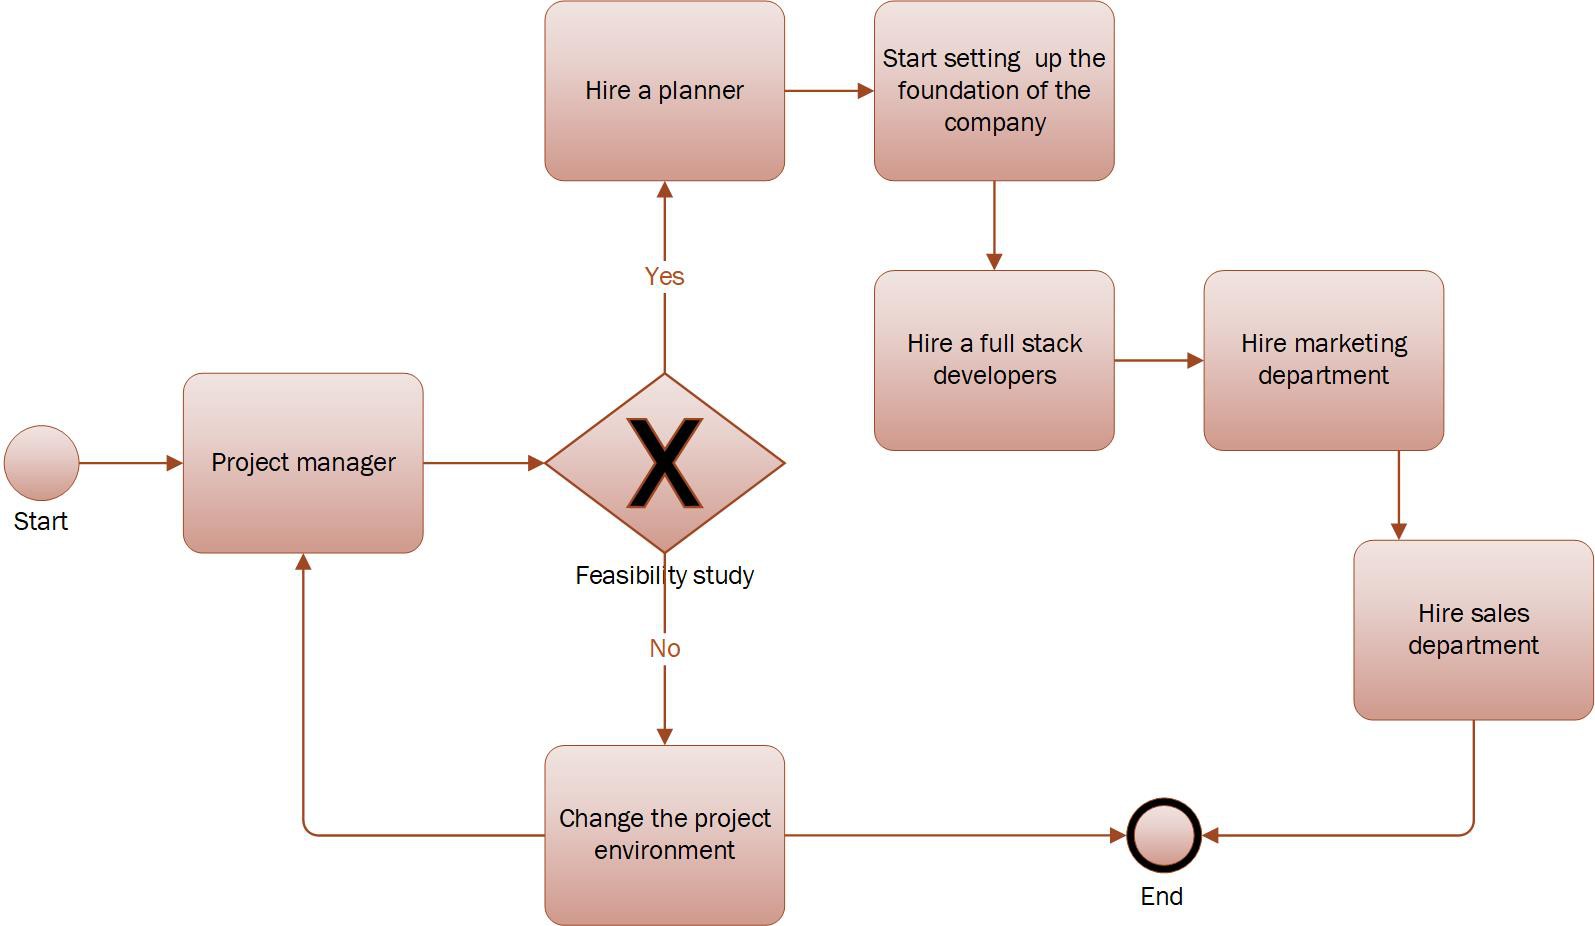 Hire a planner
Start setting  up the
foundation of the
company
Yes
Hire a full stack
developers
Hire marketing
department
Start
Project manager
X
Feasibility study
No
Hire sales
department
Change the project
environment
End